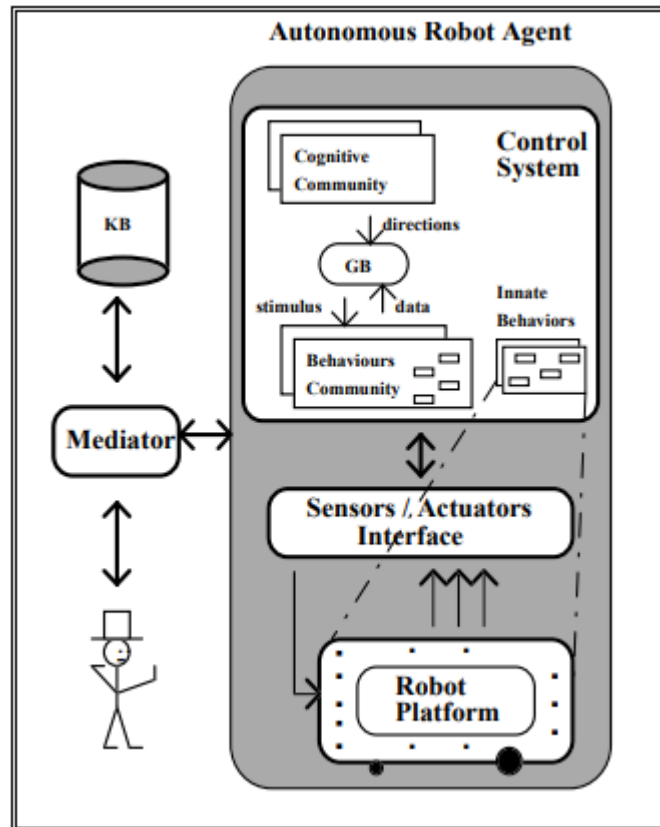 Autonomous Robot Agent
Control
System
Cognitive
Community
directions
KB
GB
stimulus
data
Innate
Behaviors
Behaviours
Community
Mediator
Sensors / Actuators
Interface
Robot
Platform